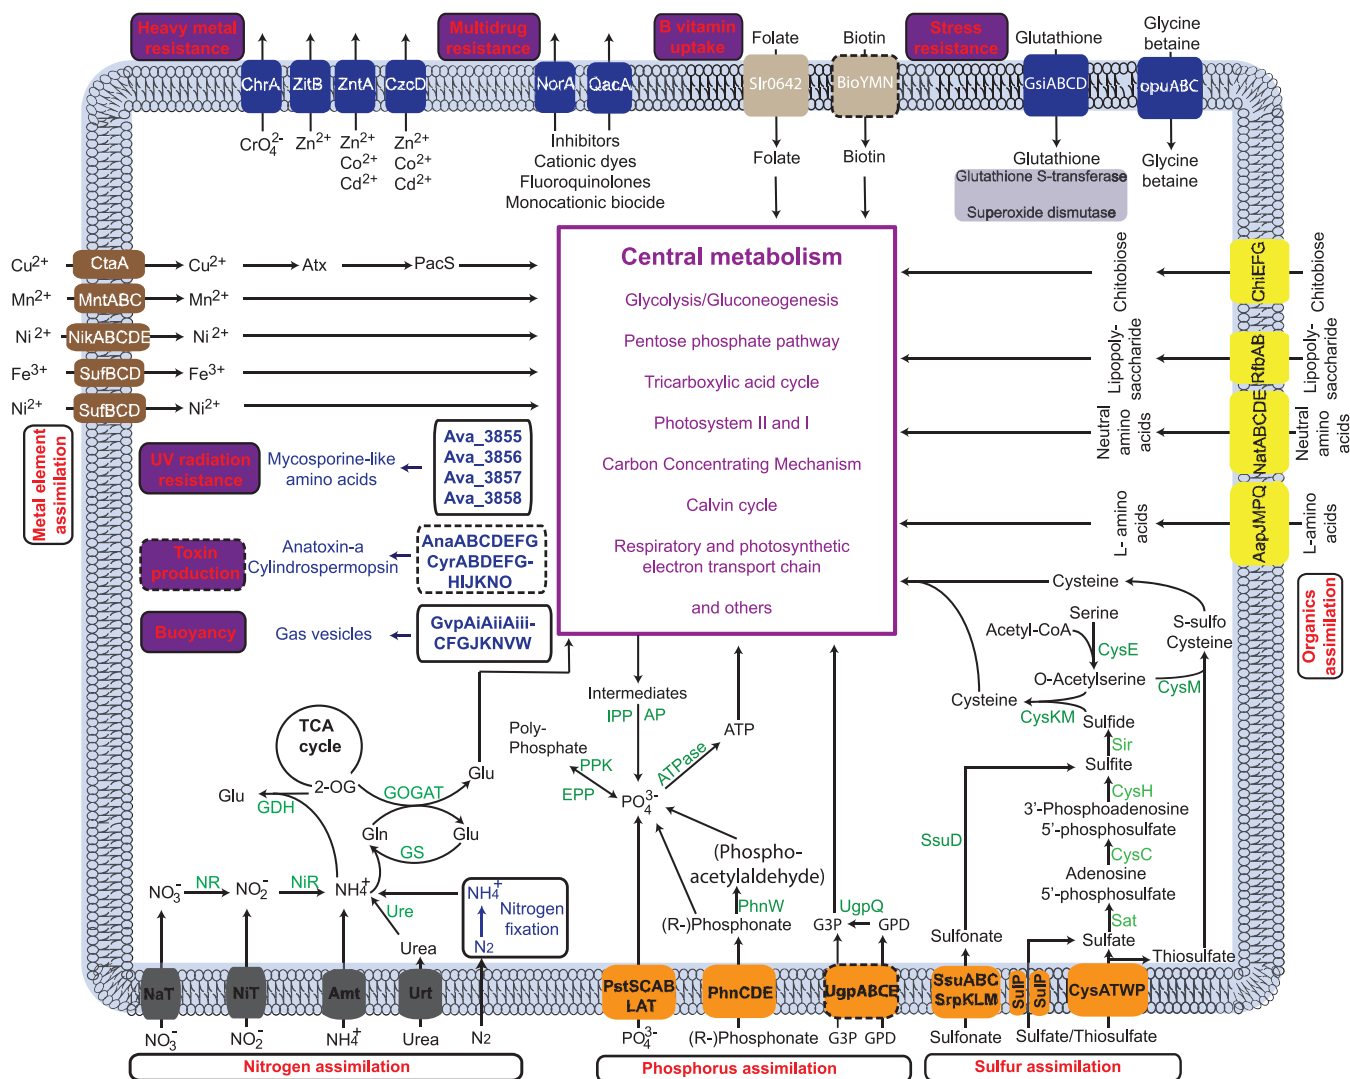 Heavy metal
resistance
Multidrug
resistance
B vitamin
uptake
Folate
Biotin
Stress
resistance
Glutathione
Glycine
betaine
ChrA
ZitB
ZntA
CzcD
NorA
QacA
Slr0642
BioYMN
GsiABCD
opuABC
CrO4 2-
Zn2+
Zn2+
Co2+
Cd2+
Zn2+
Co2+
Cd2+
Inhibitors
Cationic dyes
Fluoroquinolones
Monocationic biocide
Folate
Biotin
Glutathione
Glutathione S-transferase
Superoxide dismutase
Glycine
betaine
Cu2+
CtaA
Cu2+
Atx
PacS
Mn2+
MntABC
Mn2+
Ni 2+
NikABCDE
Ni 2+
Fe3+
SufBCD
Fe3+
Ni2+
SufBCD
Ni2+
Metal element
assimilation
Central metabolism
Glycolysis/Gluconeogenesis
Pentose phosphate pathway
Tricarboxylic acid cycle
Photosystem II and I
Carbon Concentrating Mechanism
Calvin cycle
Respiratory and photosynthetic
electron transport chain
and others
Chitobiose
ChiEFG
Chitobiose
Lipopoly-
saccharide
RfbAB
Lipopoly-
saccharide
Neutral
amino
acids
NatABCDE
Neutral
amino
acids
L- amino
acids
AapJMPQ
L-amino
acids
Organics
assimilation
UV radiation
resistance
Mycosporine-like
amino acids
Ava_3855
Ava_3856
Ava_3857
Ava_3858
Toxin
production
Anatoxin-a
Cylindrospermopsin
AnaABCDEFG
CyrABDEFG-
HIJKNO
Buoyancy
Gas vesicles
GvpAiAiiAiii-
CFGJKNVW
TCA
cycle
2-OG
Glu
GDH
GOGAT
Glu
Gln
Glu
GS
NO3-
NR
NO2-
NiR
NH4+
Ure
Urea
NH4+
Nitrogen
fixation
N2
NaT
NiT
Amt
Urt
NO3-
NO2-
NH4+
Urea
N2
Nitrogen assimilation
Intermediates
IPP
AP
Poly-
Phosphate
PPK
EPP
ATPase
ATP
PO4 3-
(Phospho-
acetylaldehyde)
PhnW
(R-)Phosphonate
UgpQ
G3P
GPD
PstSCAB
LAT
PhnCDE
UgpABCE
PO4 3-
(R-)Phosphonate
G3P
GPD
Phosphorus assimilation
Cysteine
Serine
Acetyl-CoA
CysE
S-sulfo
Cysteine
O-Acetylserine
CysM
Cysteine
CysKM
Sulfide
Sir
Sulfite
CysH
3'-Phosphoadenosine
5'-phosphosulfate
SsuD
CysC
Adenosine
5'-phosphosulfate
Sat
Sulfonate
Sulfate
Thiosulfate
SsuABC
SrpKLM
SulP
SulP
CysATWP
Sulfonate
Sulfate/Thiosulfate
Sulfur assimilation